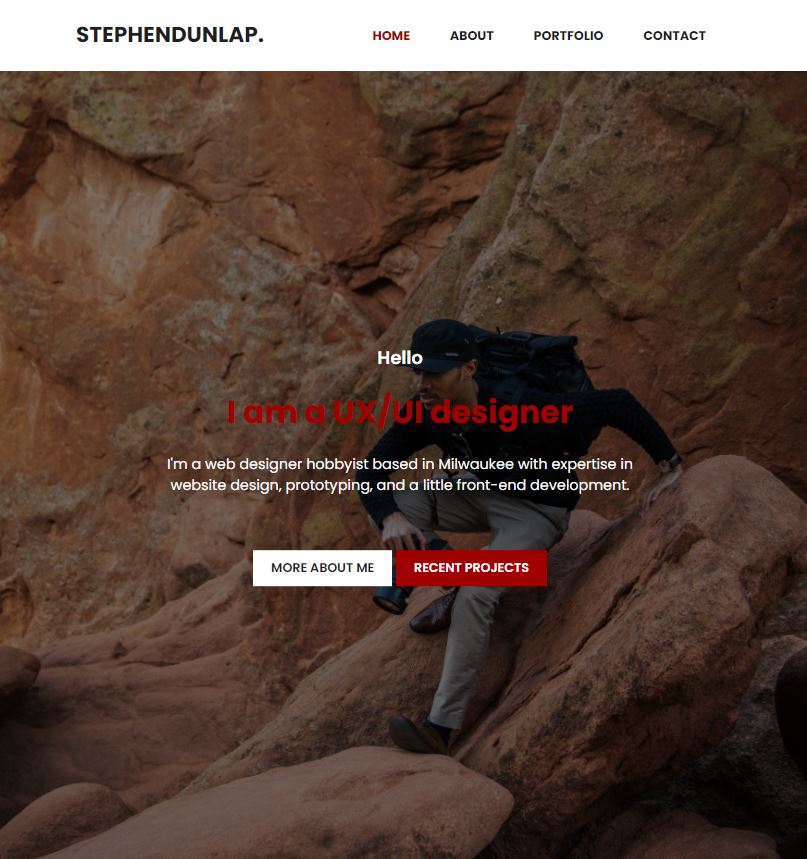 STEPHENDUNLAP.
HOME ABOUT PORTFOLIO CONTACT
Hello
I am a UX/UI designer
I'm a web designer hobbyist based in Milwaukee with expertise in
website design, prototyping, and a little front-end development.
MORE ABOUT ME RECENT PROJECTS